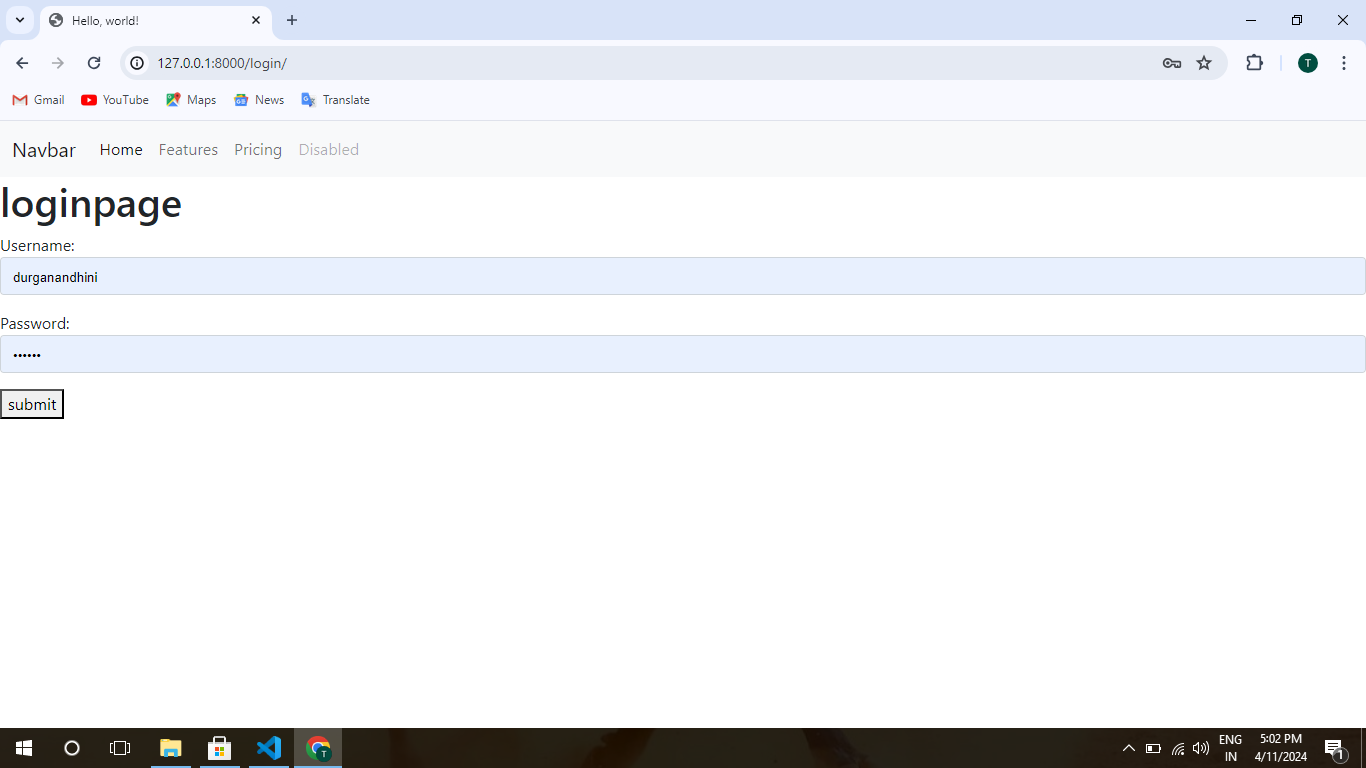 Hello, world!
127.0.0.1:8000/login/
T
Gmail YouTube Maps News Translate
Navbar Home Features Pricing Disabled
loginpage
Username:
durganandhini
Password:
••••••
submit
T
ENG 5:02 PM
IN 4/11/2024
1